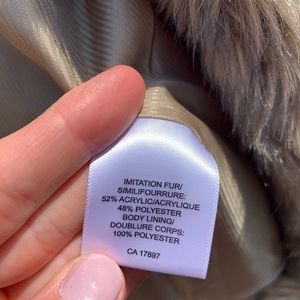 IMITATION FUR/
SIMILIFOURRURE:
52% ACRYLIC/ACRYLIQUE
48% POLYESTER
BODY LINING/
DOUBLURE CORPS:
100% POLYESTER
CA 17897